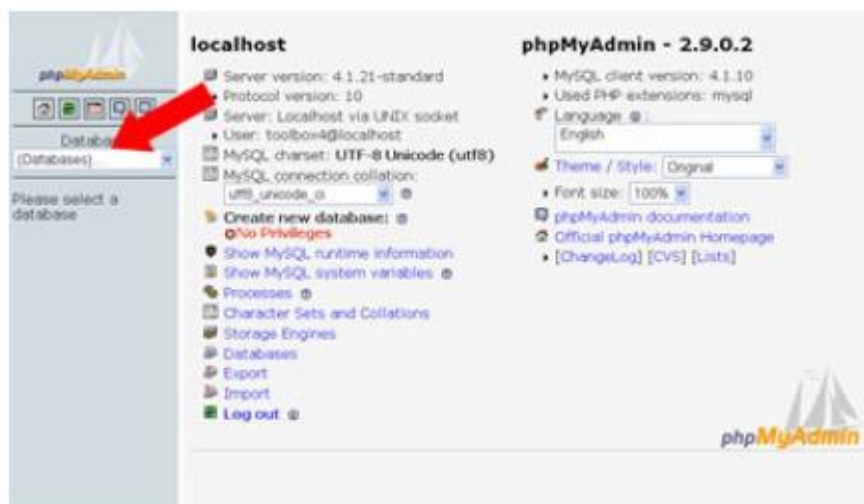 phpMyAdmin
Database
(Databases)...
Please select a
database
localhost
Server version: 4.1.21-standard
Protocol version: 10
Server: Localhost via UNIX socket
User: toolbox4@localhost
MySQL charset: UTF-8 Unicode (utf8)
MySQL connection collation:
utf8_unicode_ci
Create new database:
No Privileges
Show MySQL runtime information
Show MySQL system variables
Processes
Character Sets and Collations
Storage Engines
Databases
Export
Import
Log out
phpMyAdmin - 2.9.0.2
MySQL client version: 4.1.10
Used PHP extensions: mysql
Language :
English
Theme / Style: Original
Font size: 100%
phpMyAdmin documentation
Official phpMyAdmin Homepage
[ChangeLog] [CVS] [Lists]
phpMyAdmin